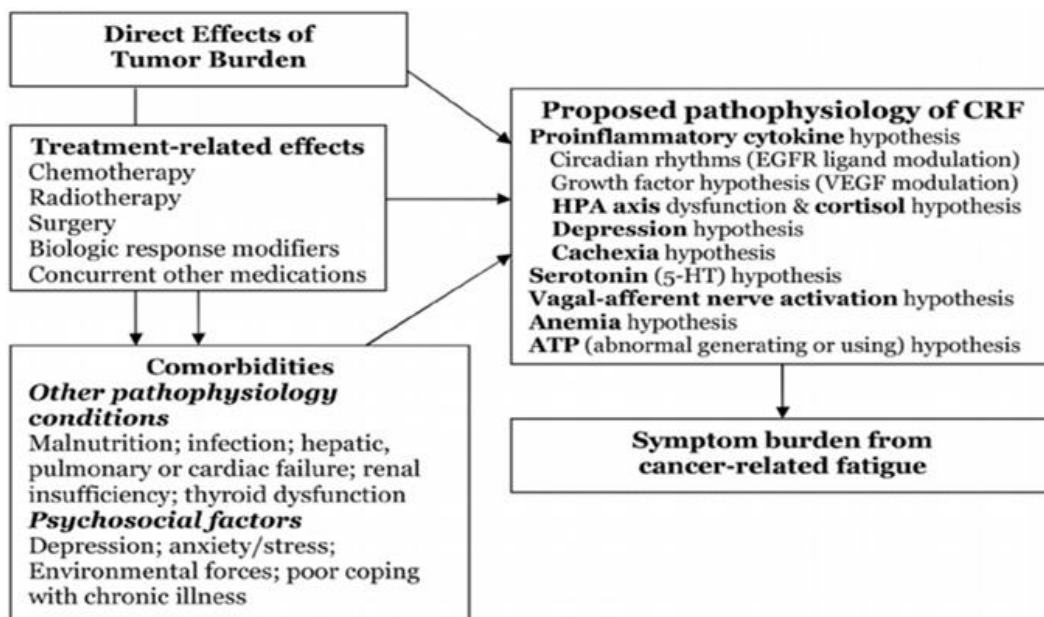 Direct Effects of
Tumor Burden
Treatment-related effects
Chemotherapy
Radiotherapy
Surgery
Biologic response modifiers
Concurrent other medications
Comorbidities
Other pathophysiology
conditions
Malnutrition; infection; hepatic,
pulmonary or cardiac failure; renal
insufficiency; thyroid dysfunction
Psychosocial factors
Depression; anxiety/stress;
Environmental forces; poor coping
with chronic illness
Proposed pathophysiology of CRF
Proinflammatory cytokine hypothesis
Circadian rhythms (EGFR ligand modulation)
Growth factor hypothesis (VEGF modulation)
HPA axis dysfunction & cortisol hypothesis
Depression hypothesis
Cachexia hypothesis
Serotonin (5-HT) hypothesis
Vagal-afferent nerve activation hypothesis
Anemia hypothesis
ATP (abnormal generating or using) hypothesis
Symptom burden from
cancer-related fatigue